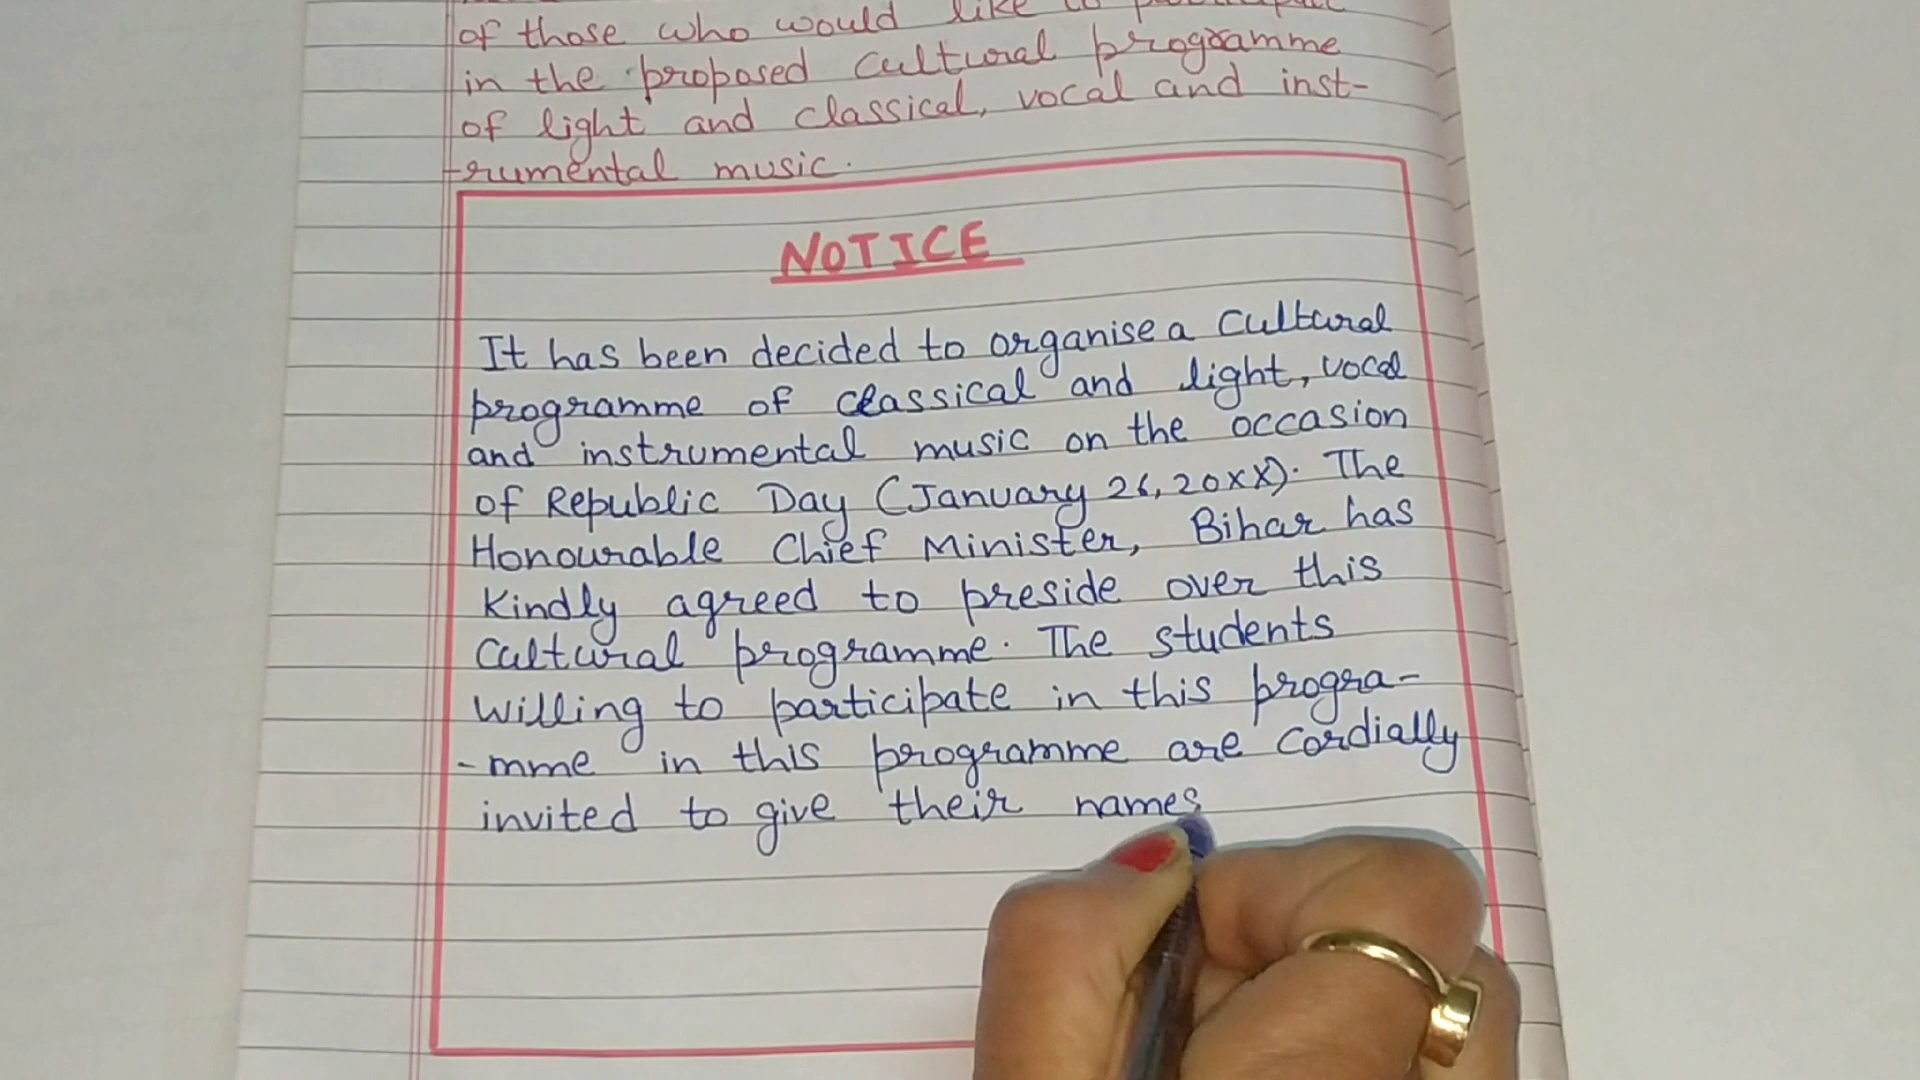 of those who would like to participate
in the proposed cultural programme
of light and classical, vocal and inst-
-rumental music.
NOTICE
It has been decided to organise a cultural
programme of classical and light, vocal
and instrumental music on the occasion
of Republic Day (January 26, 20XX). The
Honourable Chief Minister, Bihar has
kindly agreed to preside over this
cultural programme. The students
willing to participate in this progra-
-mme in this programme are cordially
invited to give their names